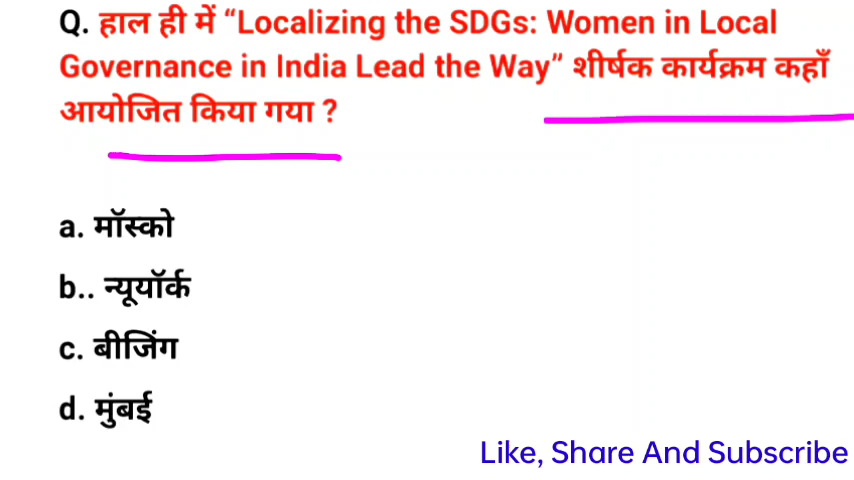 Q. हाल ही में “Localizing the SDGs: Women in Local
Governance in India Lead the Way” शीर्षक कार्यक्रम कहाँ
आयोजित किया गया ?
a. मॉस्को
b.. न्यूयॉर्क
c. बीजिंग
d. मुंबई
Like, Share And Subscribe